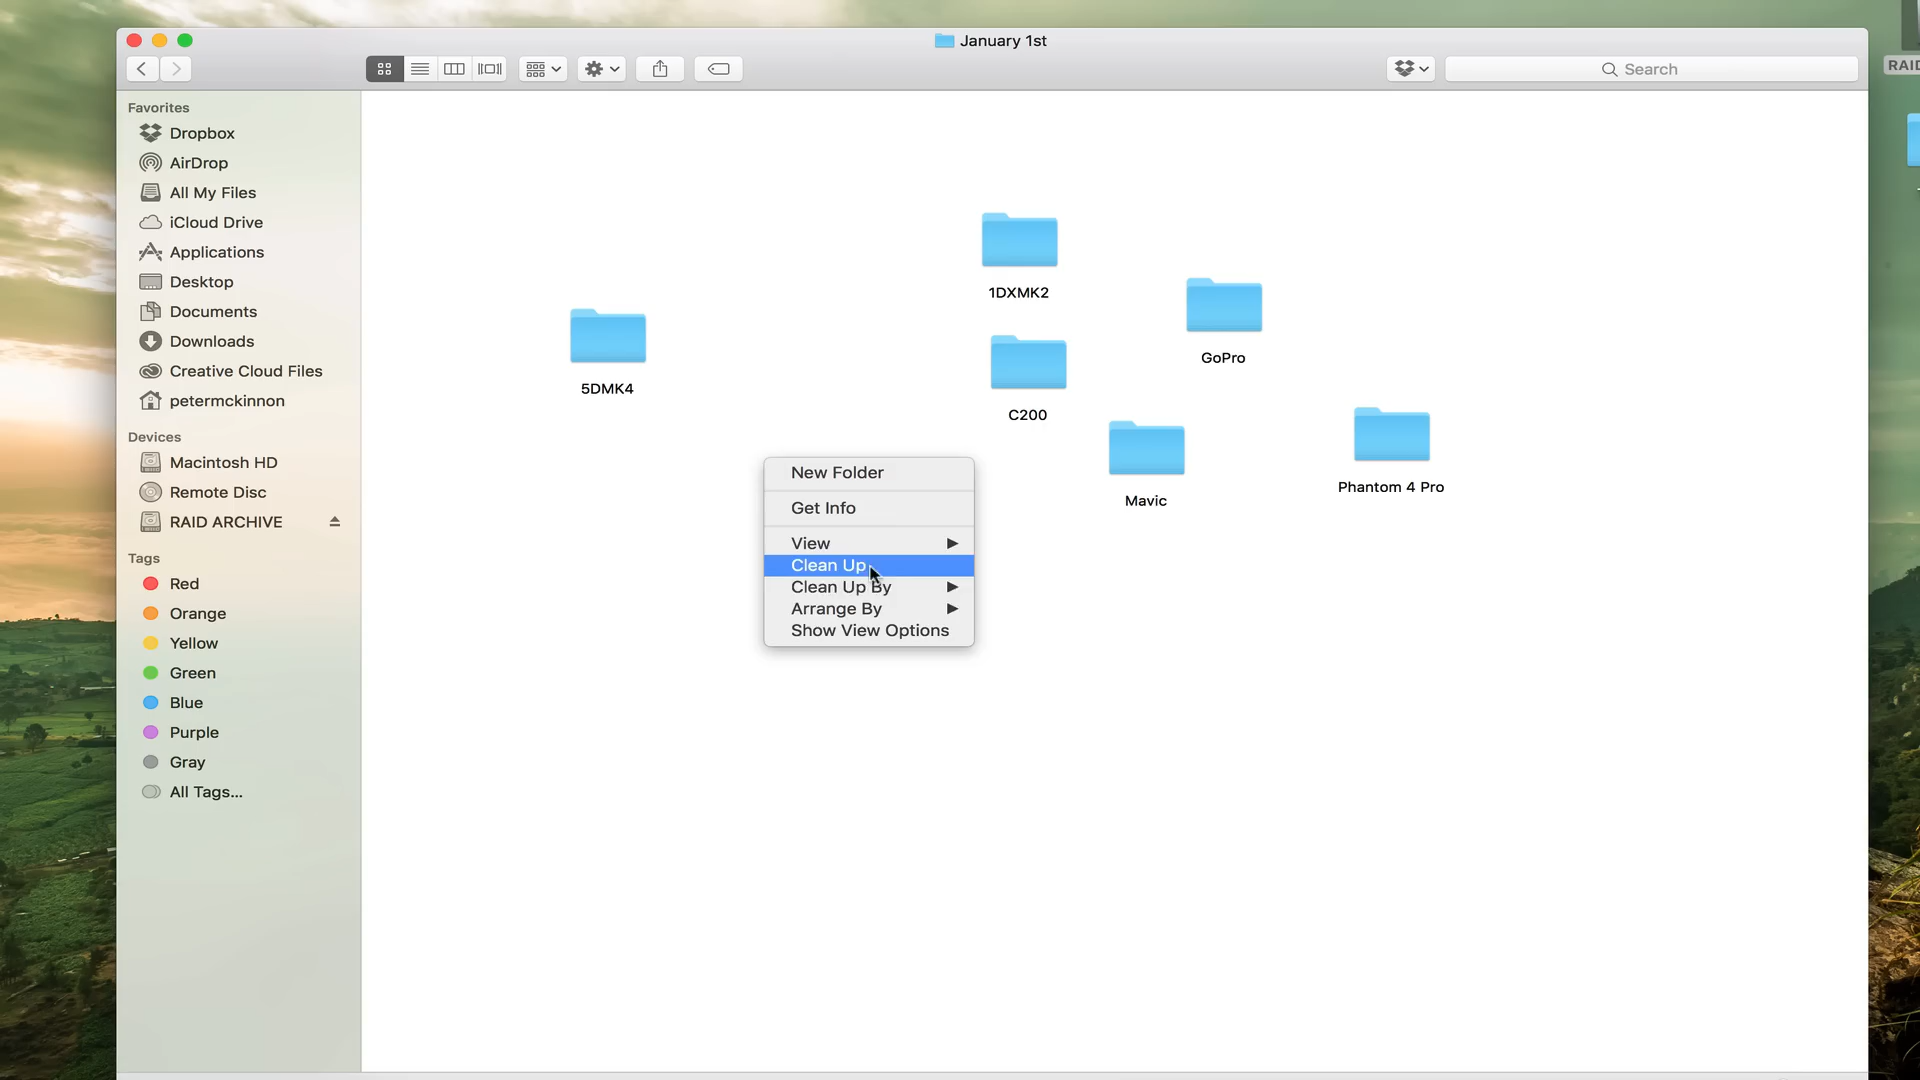 January 1st
Search
RAID
Favorites
Dropbox
AirDrop
All My Files
iCloud Drive
Applications
Desktop
Documents
Downloads
Creative Cloud Files
petermckinnon
Devices
Macintosh HD
Remote Disc
RAID ARCHIVE
Tags
Red
Orange
Yellow
Green
Blue
Purple
Gray
All Tags...
1DXMK2
GoPro
5DMK4
C200
Mavic
Phantom 4 Pro
New Folder
Get Info
View
Clean Up
Clean Up By
Arrange By
Show View Options